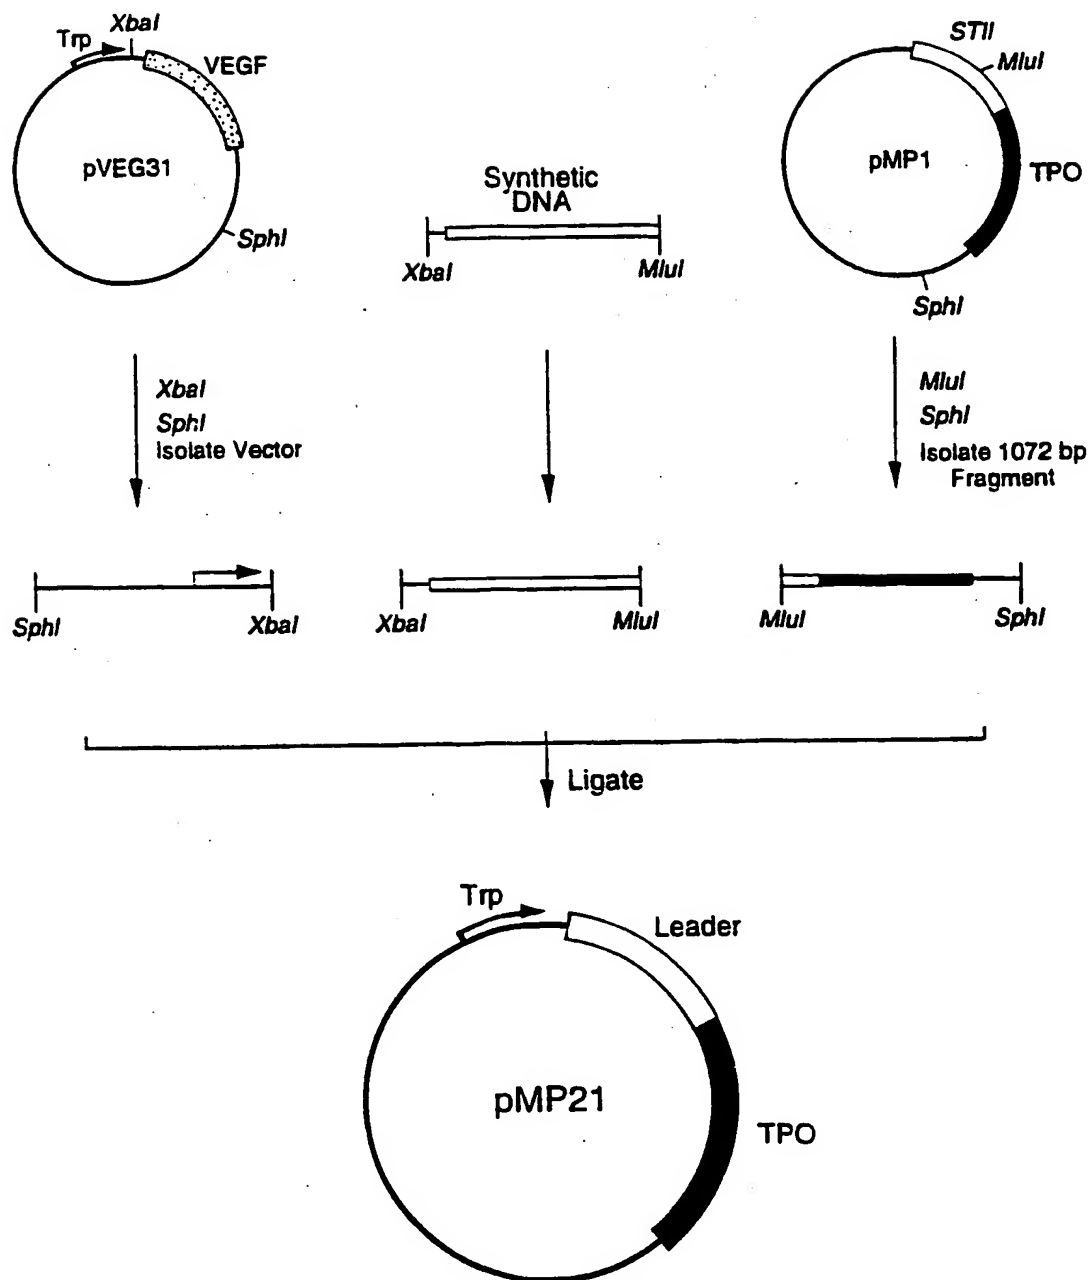 XbaI
Trp
VEGF
pVEG31
SphI
Synthetic
DNA
XbaI
MluI
STII
MluI
pMP1
TPO
SphI
XbaI
SphI
Isolate Vector
MluI
SphI
Isolate 1072 bp
Fragment
SphI
XbaI
XbaI
MluI
MluI
SphI
Ligate
Trp
Leader
pMP21
TPO